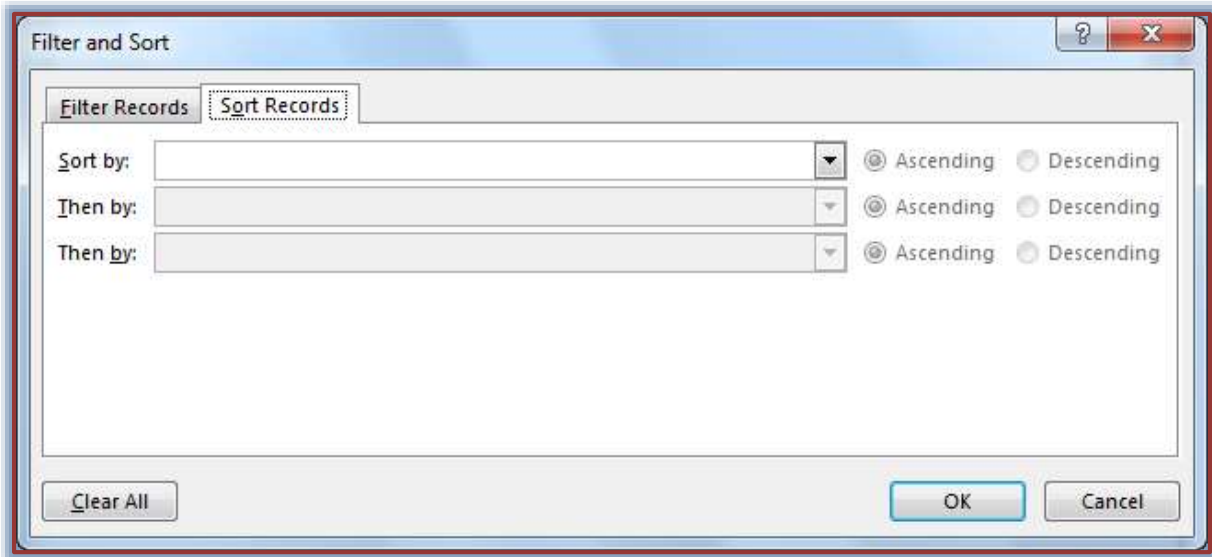 Filter and Sort
Filter Records Sort Records
Sort by: Ascending Descending
Then by: Ascending Descending
Then by: Ascending Descending
Clear All OK Cancel